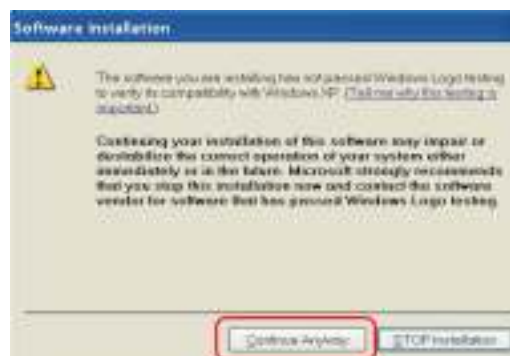 Software Installation
The software you are installing has not passed Windows Logo testing
to verify its compatibility with Windows XP. (Tell me why this testing is
important.)
Continuing your installation of this software may impair or
destabilize the correct operation of your system either
immediately or in the future. Microsoft strongly recommends
that you stop this installation now and contact the software
vendor for software that has passed Windows Logo testing.
Continue Anyway
STOP Installation